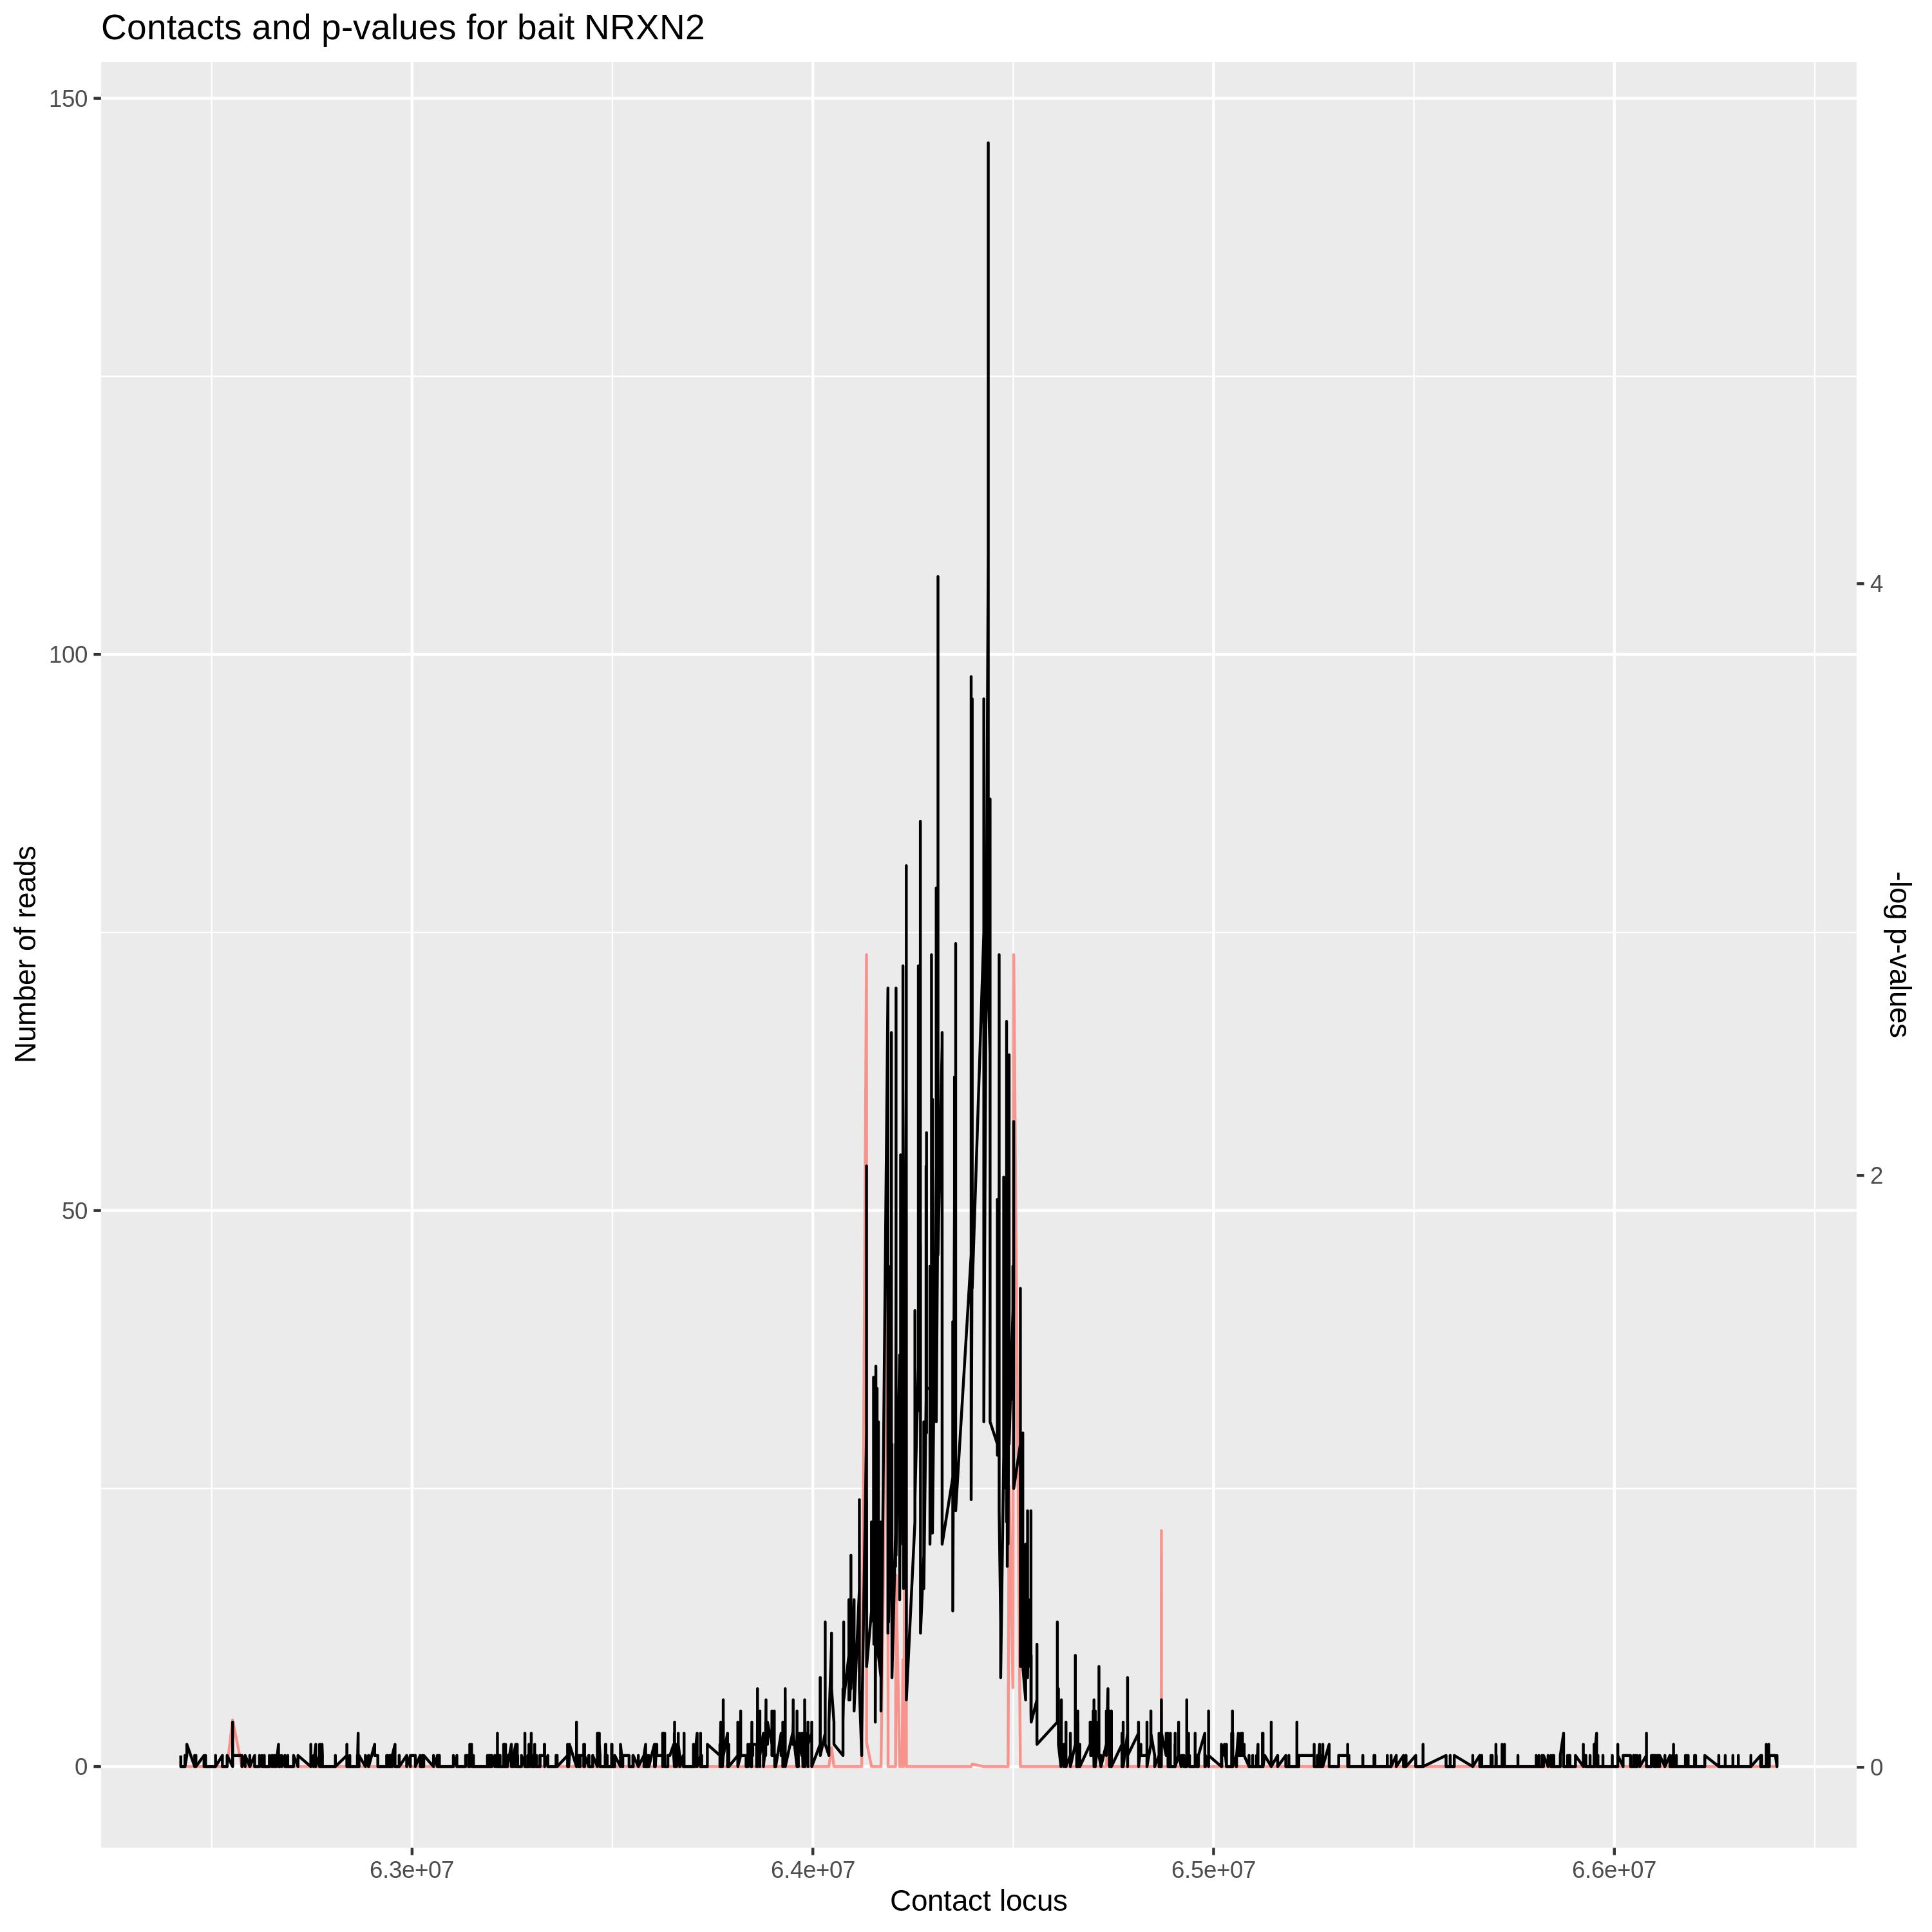 Contacts and p-values for bait NRXN2
150
100
50
0
4
2
0
Number of reads
-log p-values
6.3e+07
6.4e+07
6.5e+07
6.6e+07
Contact locus